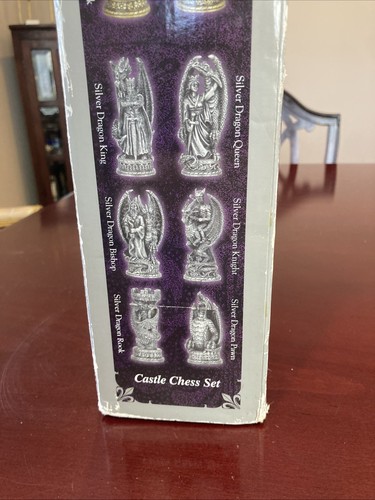 Silver Dragon King
Silver Dragon Queen
Silver Dragon Bishop
Silver Dragon Knight
Silver Dragon Rook
Silver Dragon Pawn
Castle Chess Set